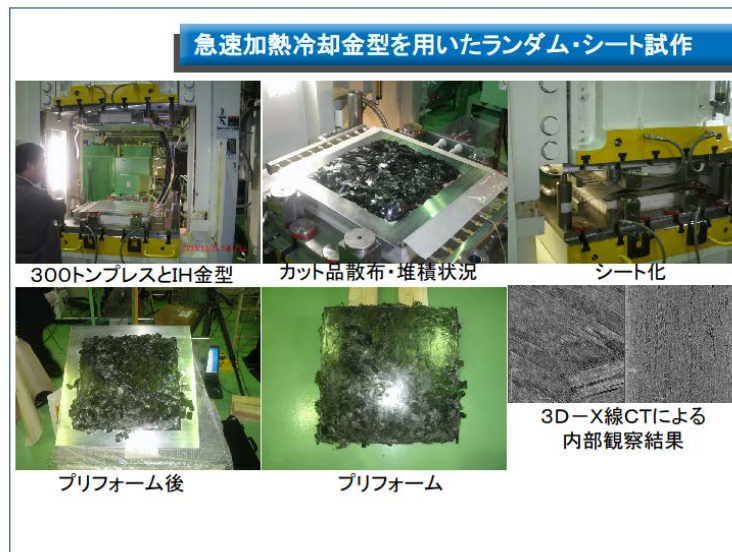 急速加熱冷却金型を用いたランダム・シート試作
300トンプレスとIH金型
カット品散布・堆積状況
シート化
プリフォーム後
プリフォーム
3D－X線CTによる
内部観察結果